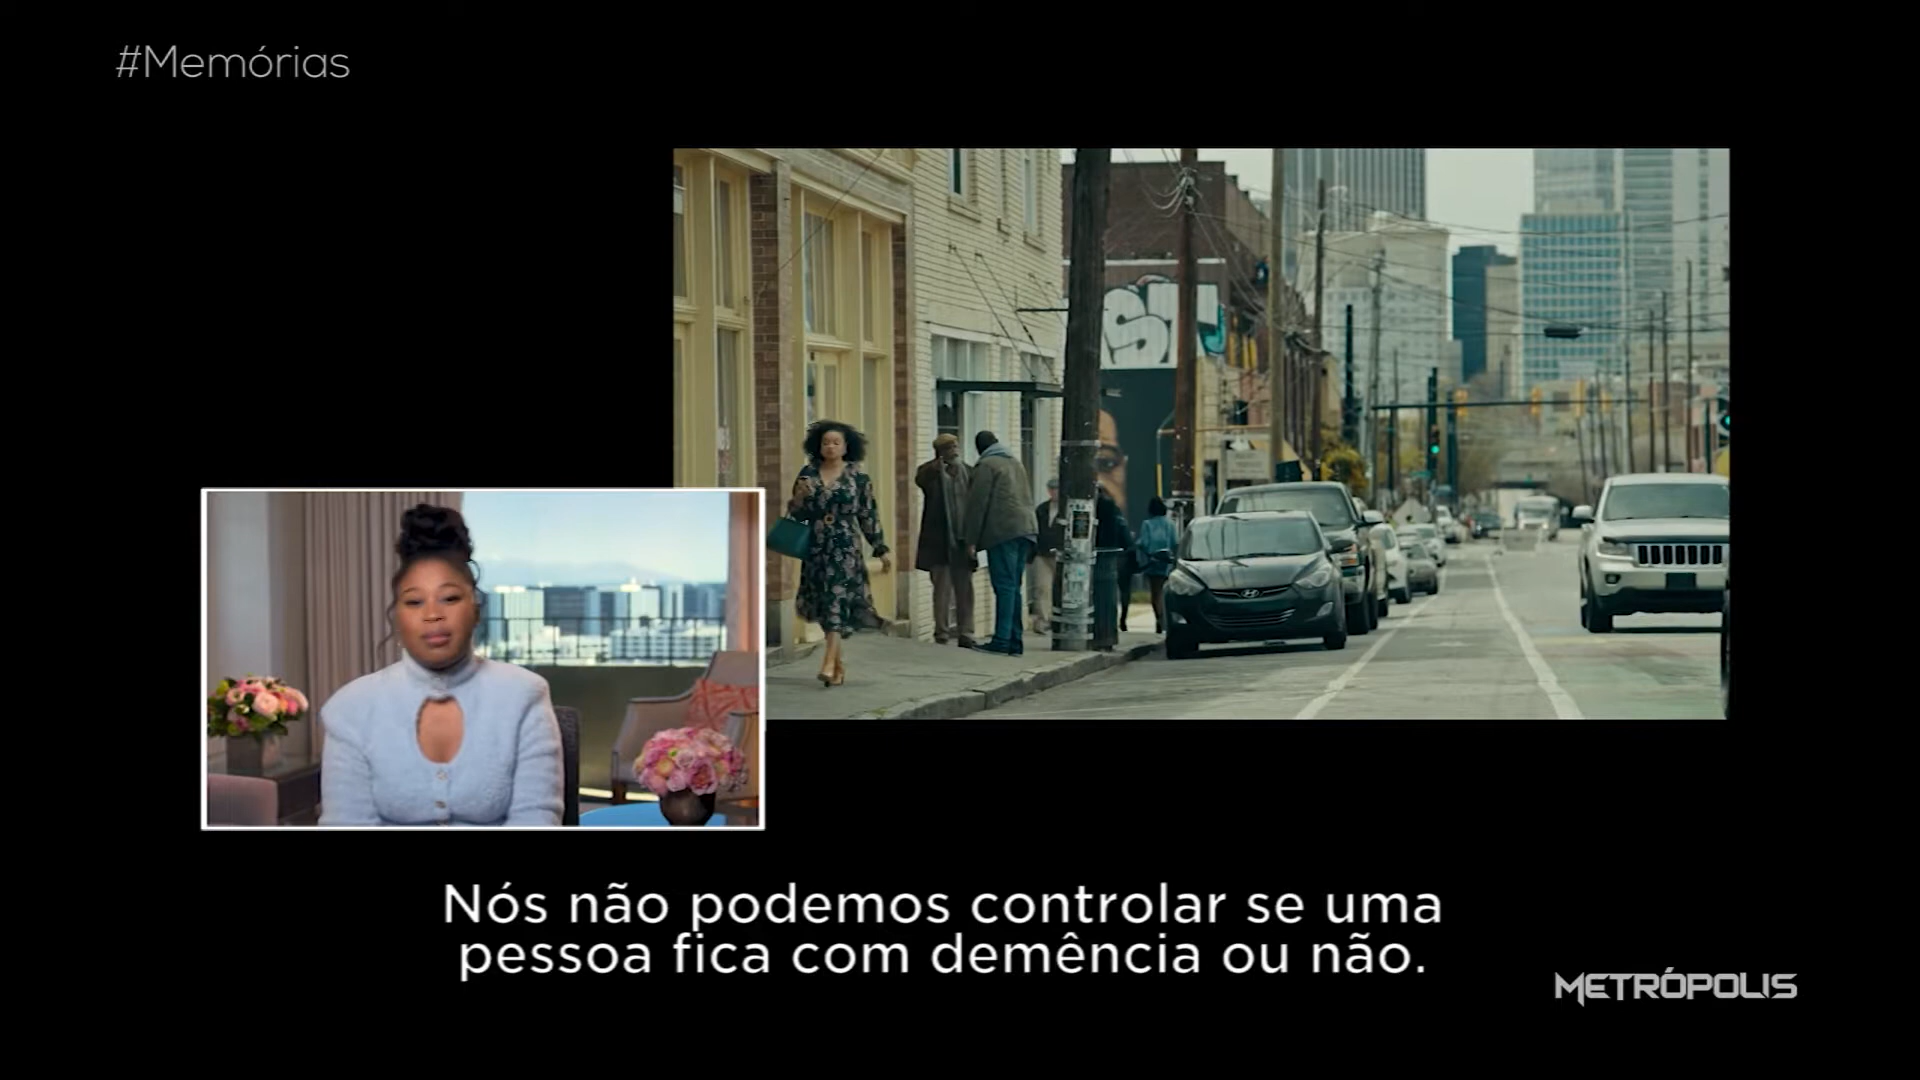 #Memórias
Nós não podemos controlar se uma
pessoa fica com demência ou não.
METRÓPOLIS